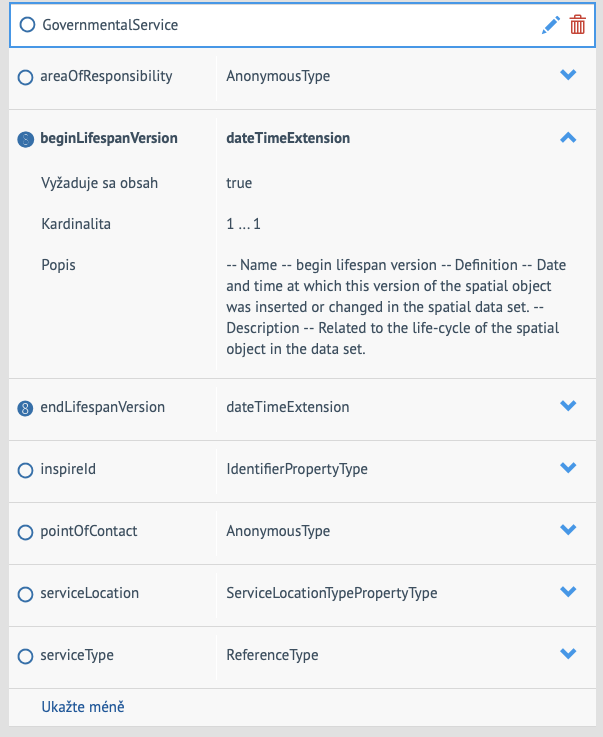 GovernmentalService
areaOfResponsibility AnonymousType
beginLifespanVersion dateTimeExtension
Vyžaduje sa obsah true
Kardinalita 1 ... 1
Popis -- Name -- begin lifespan version -- Definition -- Date
and time at which this version of the spatial object
was inserted or changed in the spatial data set. --
Description -- Related to the life-cycle of the spatial
object in the data set.
endLifespanVersion dateTimeExtension
inspireId IdentifierPropertyType
pointOfContact AnonymousType
serviceLocation ServiceLocationTypePropertyType
serviceType ReferenceType
Ukažte méně